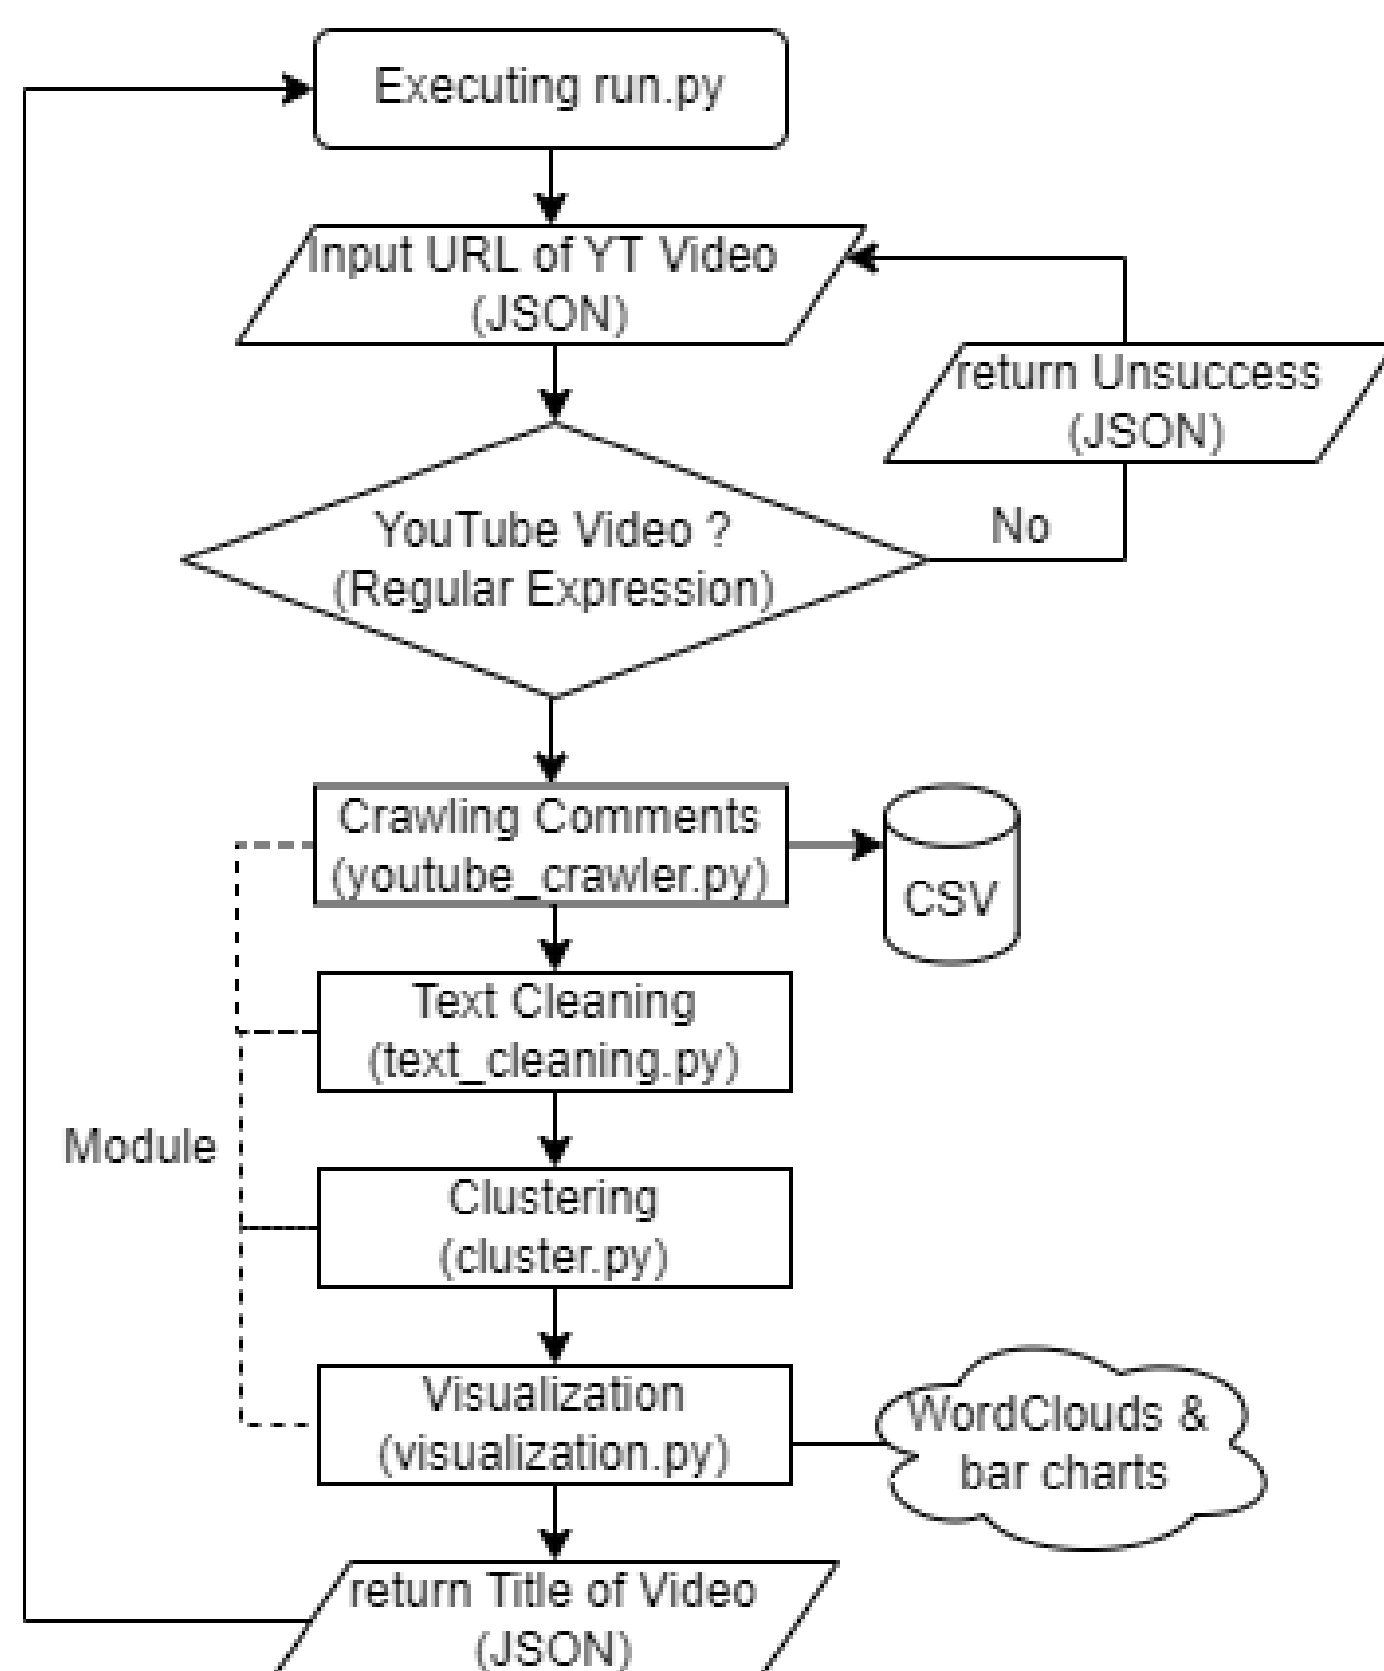 Executing run.py
Input URL of YT Video
(JSON)
return Unsuccess
(JSON)
YouTube Video ?
(Regular Expression)
No
Crawling Comments
(youtube_crawler.py)
CSV
Text Cleaning
(text_cleaning.py)
Module
Clustering
(cluster.py)
Visualization
(visualization.py)
WordClouds &
bar charts
return Title of Video
(JSON)